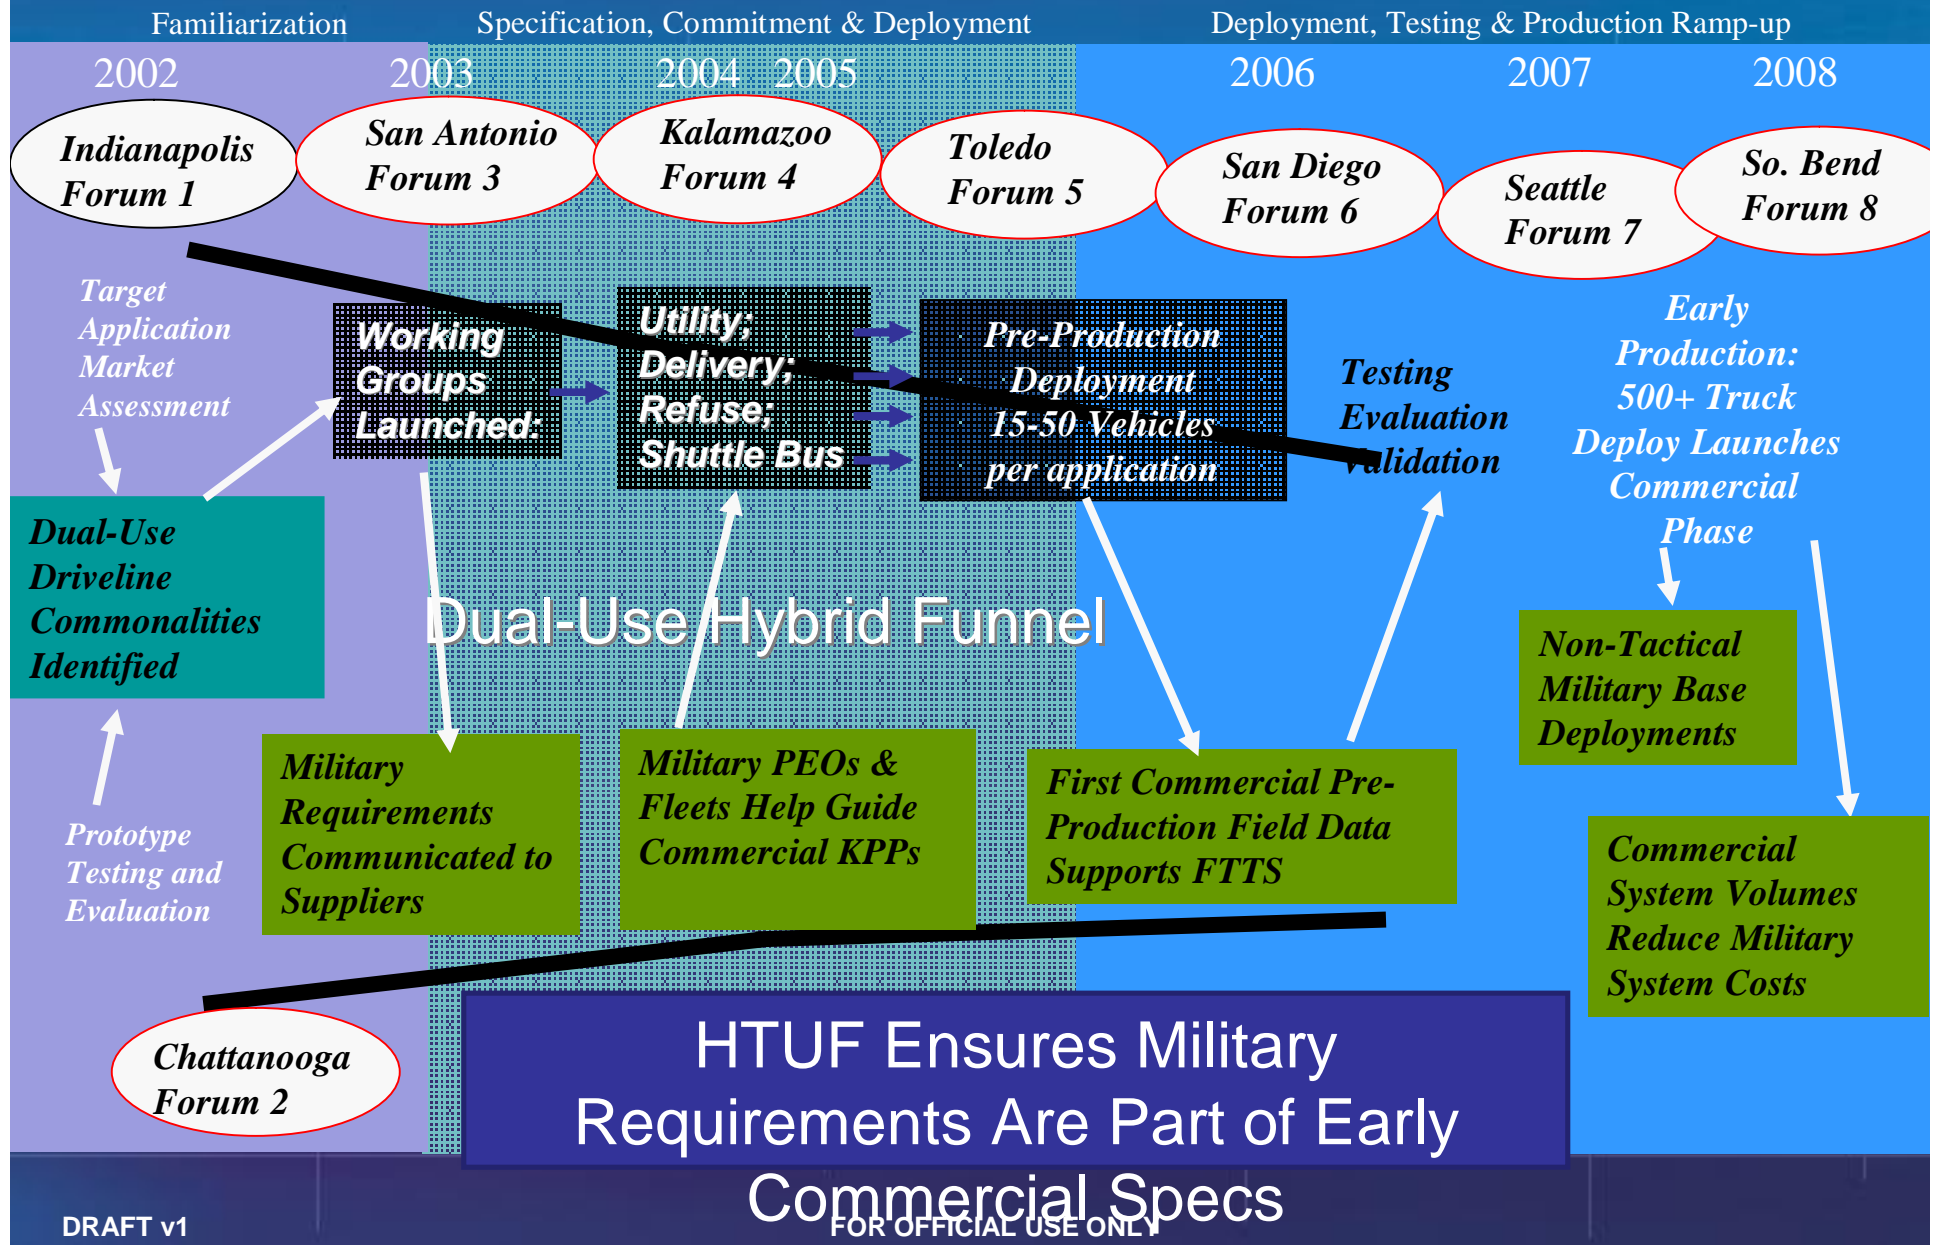 Familiarization
Specification, Commitment & Deployment
Deployment, Testing & Production Ramp-up
2002
2003
2004
2005
2006
2007
2008
Indianapolis
Forum 1
San Antonio
Forum 3
Kalamazoo
Forum 4
Toledo
Forum 5
San Diego
Forum 6
Seattle
Forum 7
So. Bend
Forum 8
Target
Application
Market
Assessment
Working
Groups
Launched:
Utility;
Delivery;
Refuse;
Shuttle Bus
Pre-Production
Deployment
15-50 Vehicles
per application
Testing
Evaluation
Validation
Early
Production:
500+ Truck
Deploy Launches
Commercial
Phase
Dual-Use
Driveline
Commonalities
Identified
Dual-Use Hybrid Funnel
Non-Tactical
Military Base
Deployments
Military
Requirements
Communicated to
Suppliers
Military PEOs &
Fleets Help Guide
Commercial KPPs
First Commercial Pre-
Production Field Data
Supports FTTS
Prototype
Testing and
Evaluation
Commercial
System Volumes
Reduce Military
System Costs
Chattanooga
Forum 2
HTUF Ensures Military
Requirements Are Part of Early
Commercial Specs
DRAFT v1
FOR OFFICIAL USE ONLY